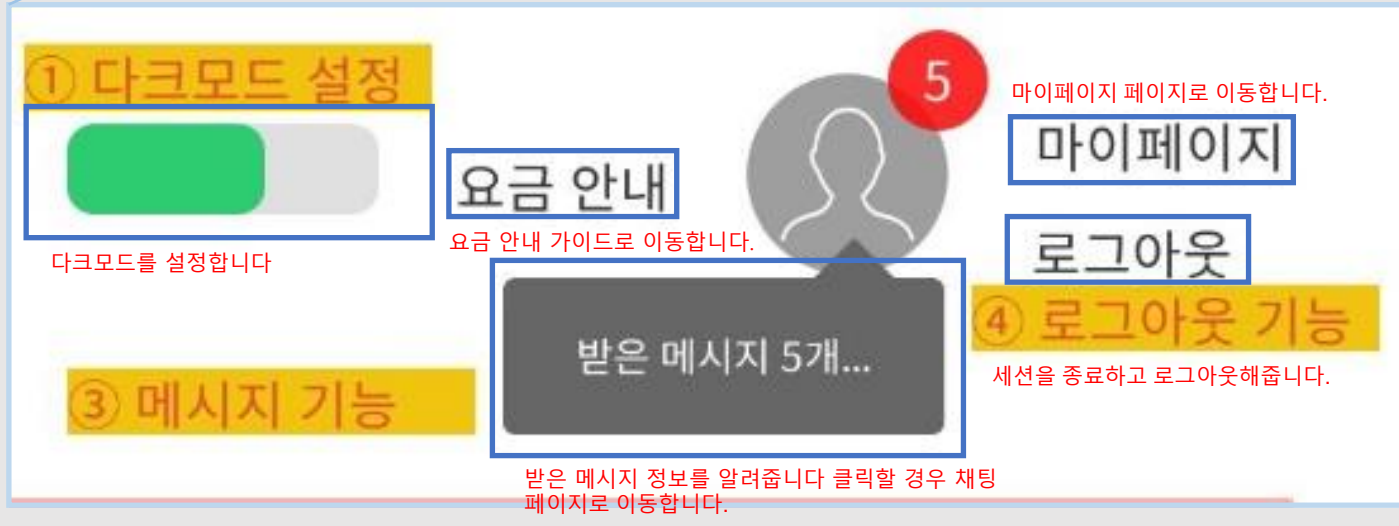 ① 다크모드 설정
다크모드를 설정합니다
요금 안내
요금 안내 가이드로 이동합니다.
5
마이페이지 페이지로 이동합니다.
마이페이지
로그아웃
④ 로그아웃 기능
세션을 종료하고 로그아웃해줍니다.
③ 메시지 기능
받은 메시지 5개...
받은 메시지 정보를 알려줍니다 클릭할 경우 채팅
페이지로 이동합니다.